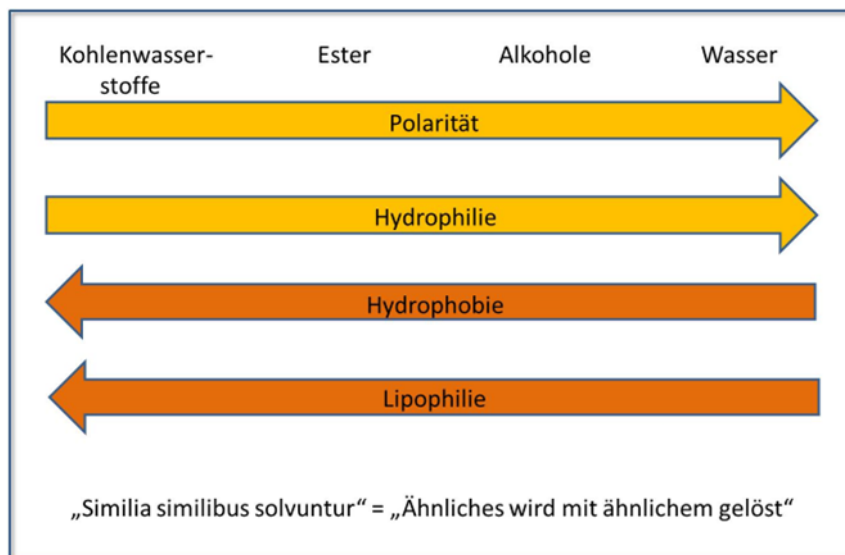 Kohlenwasser- Ester Alkohole Wasser
stoffe
Polarität
Hydrophilie
Hydrophobie
Lipophilie
„Similia similibus solvuntur“ = „Ähnliches wird mit ähnlichem gelöst“